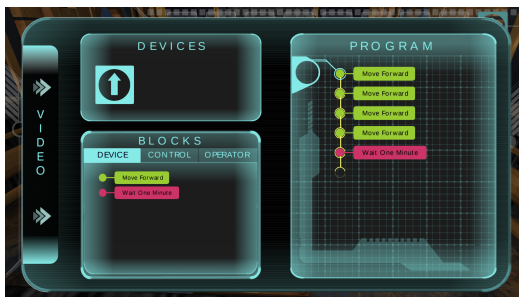 VIDEO
DEVICES
BLOCKS
DEVICE CONTROL OPERATOR
Move Forward
Wait One Minute
PROGRAM
Move Forward
Move Forward
Move Forward
Move Forward
Wait One Minute